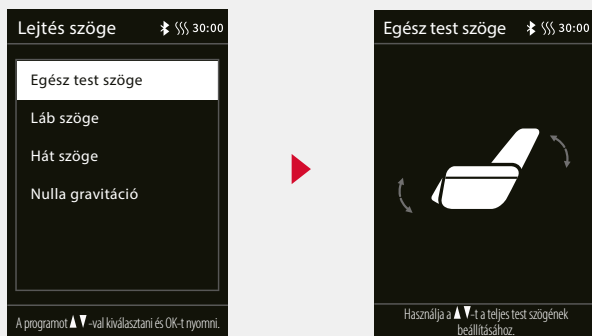 Lejtés szöge 30:00
Egész test szöge
Láb szöge
Hát szöge
Nulla gravitáció
A programot ▲▼-val kiválasztani és OK-t nyomni.
Egész test szöge 30:00
Használja a ▲▼-t a teljes test szögének
beállításához.